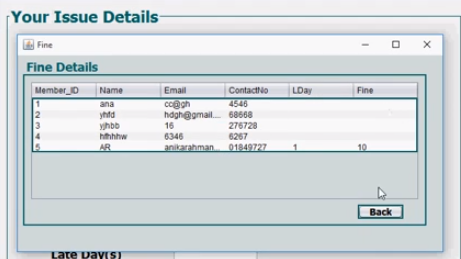 Your Issue Details
Fine
Fine Details
Member_ID Name Email ContactNo LDay Fine
1 ana cc@gh 4546
2 yhfd hdgh@gmail.... 68668
3 yjhbb 16 276728
4 hfhhhw 6346 6267
5 AR anikarahman... 01849727 1 10
Back
Late Day(s)